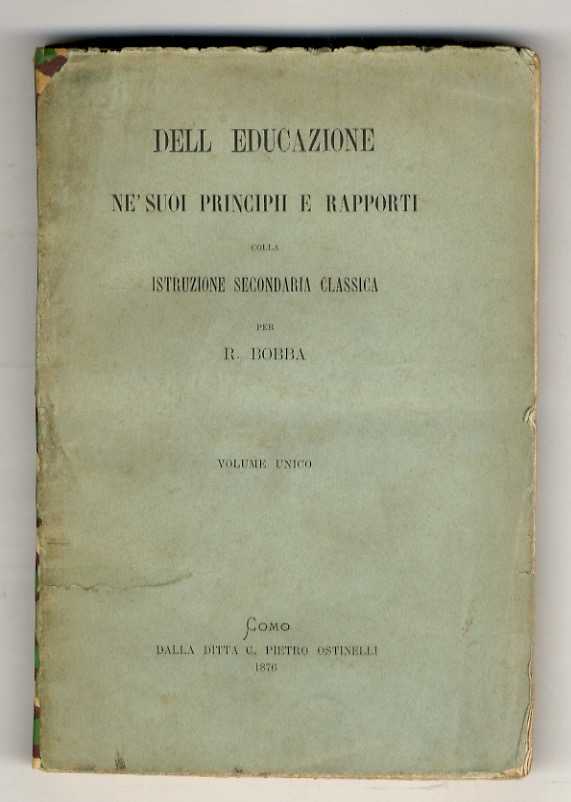 DELL EDUCAZIONE
NE' SUOI PRINCIPII E RAPPORTI
COLLA
ISTRUZIONE SECONDARIA CLASSICA
PER
R. BOBBA
VOLUME UNICO
COMO
DALLA DITTA C. PIETRO OSTINELLI
1876